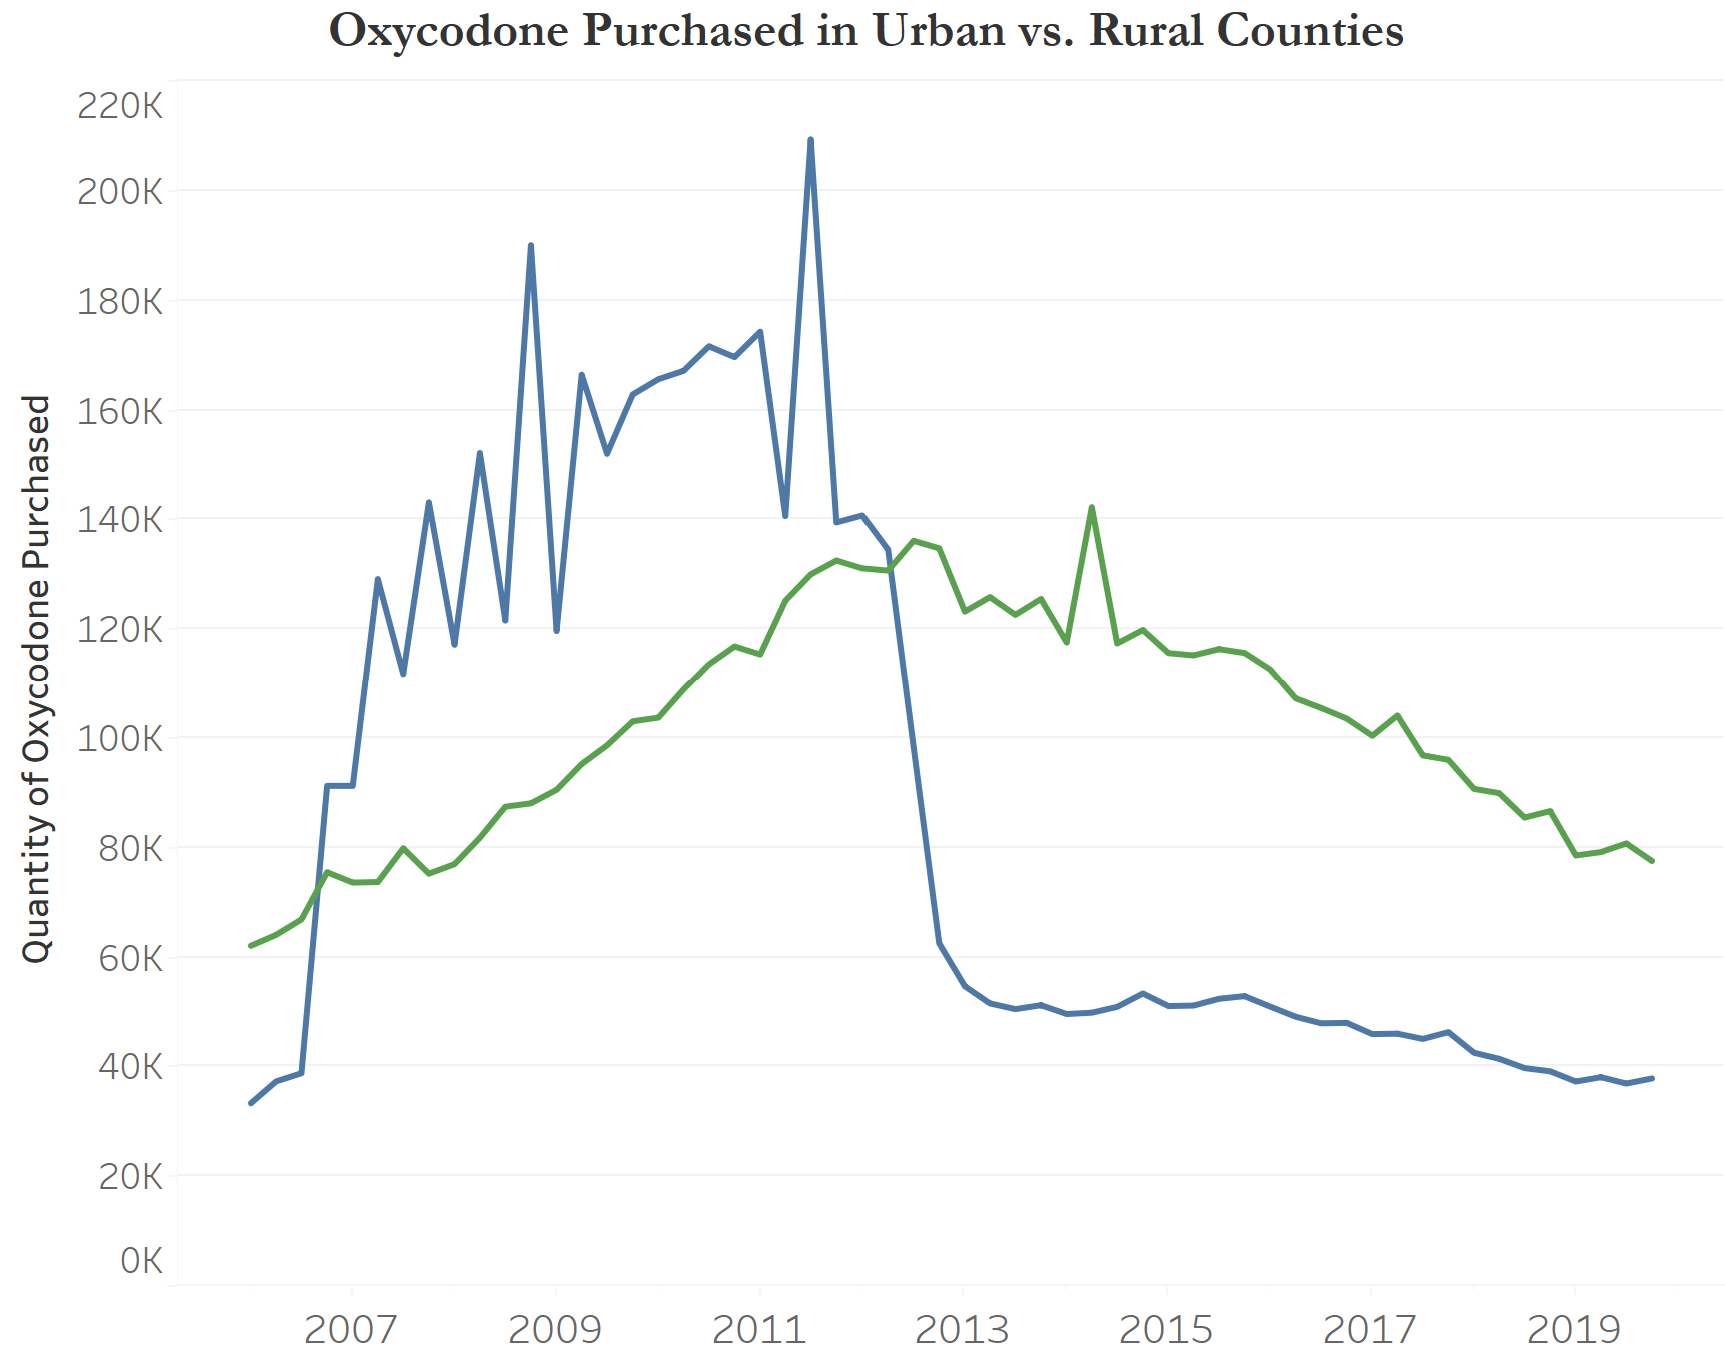 Oxycodone Purchased in Urban vs. Rural Counties
Quantity of Oxycodone Purchased
220K
200K
180K
160K
140K
120K
100K
80K
60K
40K
20K
0K
2007 2009 2011 2013 2015 2017 2019